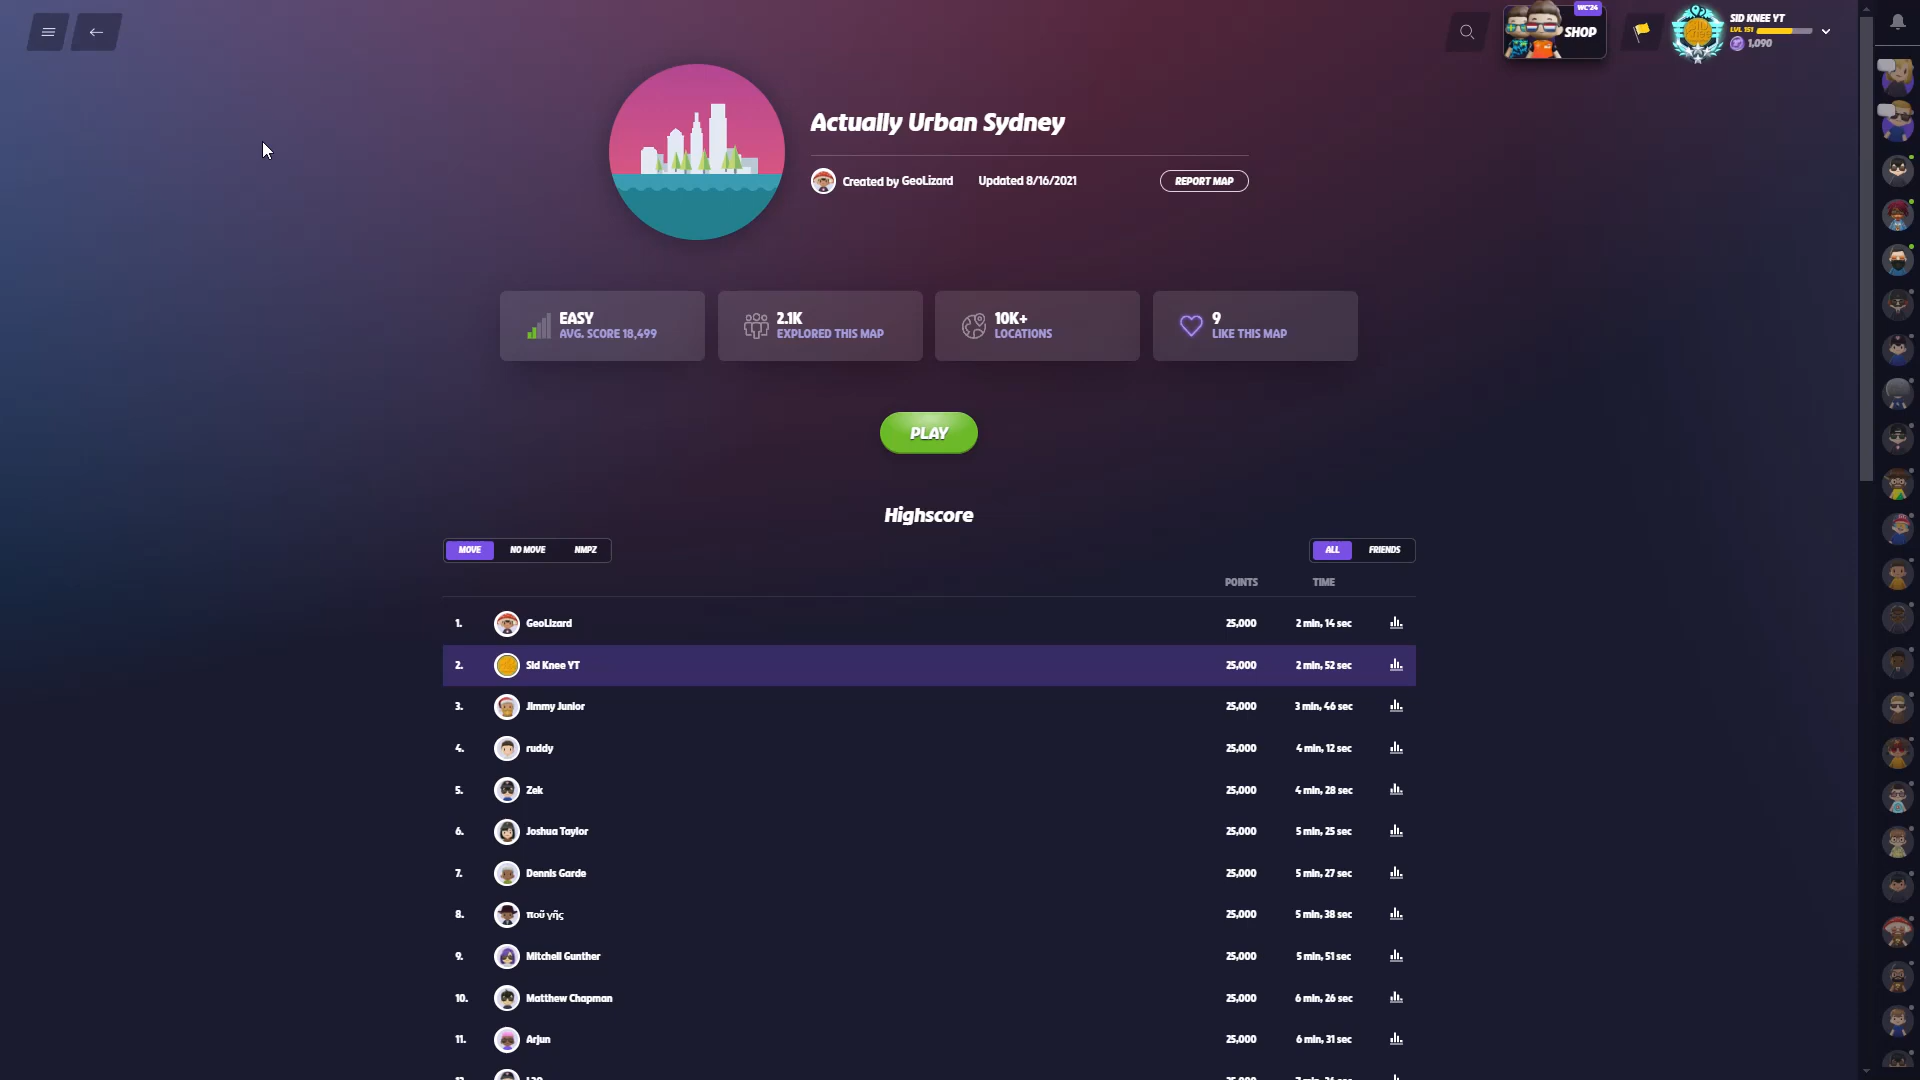 WC'24
SHOP
SID KNEE YT
LVL 151
1,090
Actually Urban Sydney
Created by GeoLizard
Updated 8/16/2021
REPORT MAP
EASY
AVG. SCORE 18,499
2.1K
EXPLORED THIS MAP
10K+
LOCATIONS
9
LIKE THIS MAP
PLAY
Highscore
MOVE NO MOVE NMPZ
ALL FRIENDS
POINTS TIME
1. GeoLizard 25,000 2 min, 14 sec
2. Sid Knee YT 25,000 2 min, 52 sec
3. Jimmy Junior 25,000 3 min, 46 sec
4. ruddy 25,000 4 min, 12 sec
5. Zek 25,000 4 min, 28 sec
6. Joshua Taylor 25,000 5 min, 25 sec
7. Dennis Garde 25,000 5 min, 27 sec
8. ποῦ γῆς 25,000 5 min, 38 sec
9. Mitchell Gunther 25,000 5 min, 51 sec
10. Matthew Chapman 25,000 6 min, 26 sec
11. Arjun 25,000 6 min, 31 sec